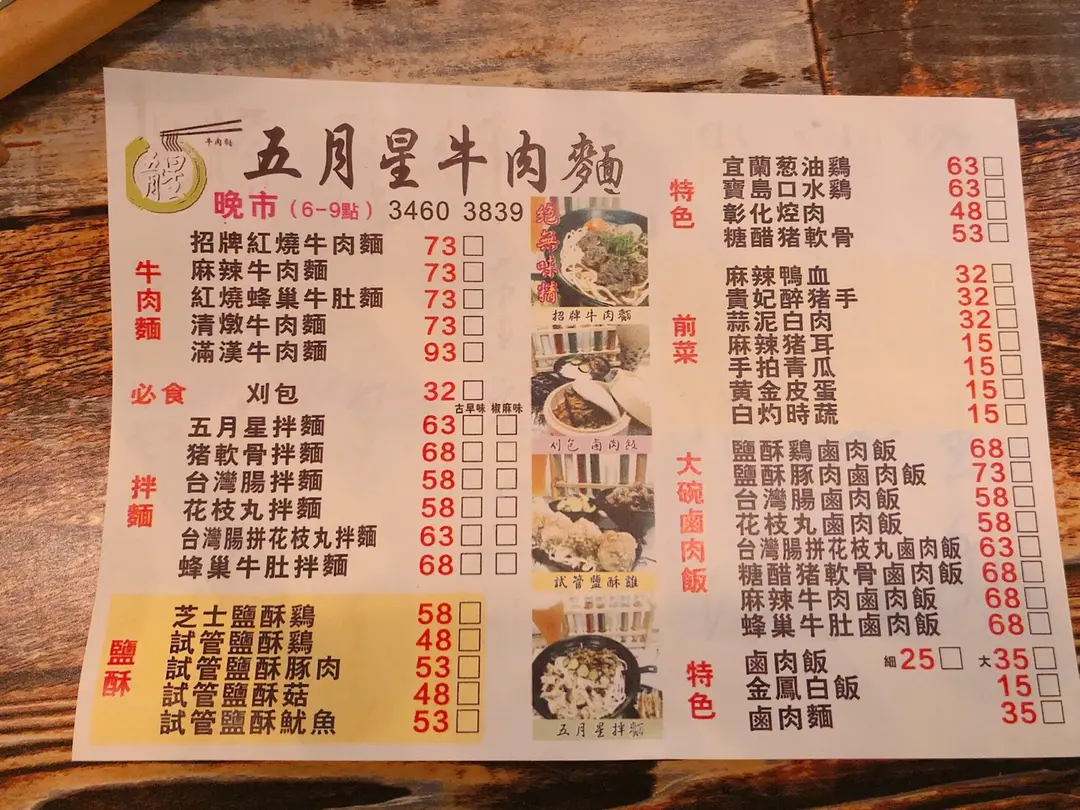 牛肉麵
五月星牛肉麵
晚市 (6-9點) 3460 3839
牛肉麵
招牌紅燒牛肉麵 73
麻辣牛肉麵 73
紅燒蜂巢牛肚麵 73
清燉牛肉麵 73
滿漢牛肉麵 93
必食 刈包 32
古早味 椒麻味
拌麵
五月星拌麵 63
猪軟骨拌麵 68
台灣腸拌麵 58
花枝丸拌麵 58
台灣腸拼花枝丸拌麵 63
蜂巢牛肚拌麵 68
鹽酥
芝士鹽酥鷄 58
試管鹽酥鷄 48
試管鹽酥豚肉 53
試管鹽酥菇 48
試管鹽酥魷魚 53
絕無味精
招牌牛肉麵
刈包 鹵肉飯
試管鹽酥雞
五月星拌麵
特色
宜蘭葱油鷄 63
寶島口水鷄 63
彰化焢肉 48
糖醋猪軟骨 53
前菜
麻辣鴨血 32
貴妃醉猪手 32
蒜泥白肉 32
麻辣猪耳 15
手拍青瓜 15
黄金皮蛋 15
白灼時蔬 15
大碗鹵肉飯
鹽酥鷄鹵肉飯 68
鹽酥豚肉鹵肉飯 73
台灣腸鹵肉飯 58
花枝丸鹵肉飯 58
台灣腸拼花枝丸鹵肉飯 63
糖醋猪軟骨鹵肉飯 68
麻辣牛肉鹵肉飯 68
蜂巢牛肚鹵肉飯 68
特色
鹵肉飯 細25 大35
金鳳白飯 15
鹵肉麵 35